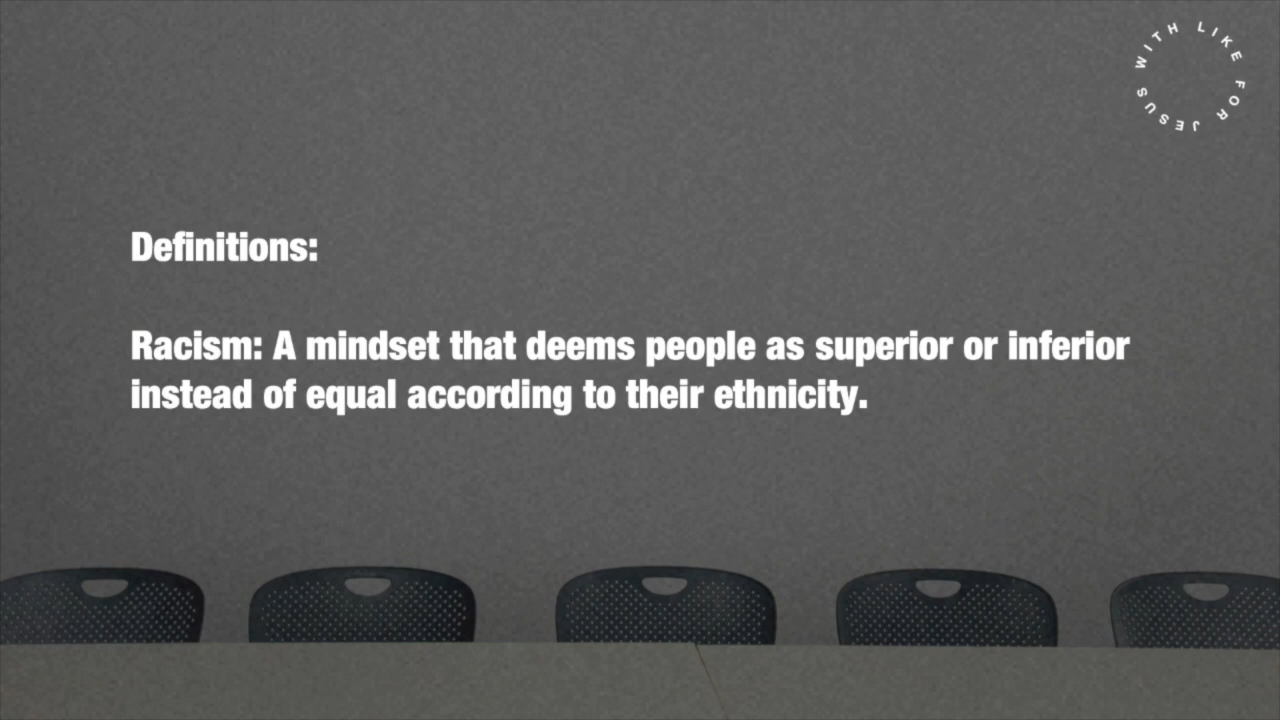 WITH LIKE FOR JESUS
Definitions:
Racism: A mindset that deems people as superior or inferior
instead of equal according to their ethnicity.